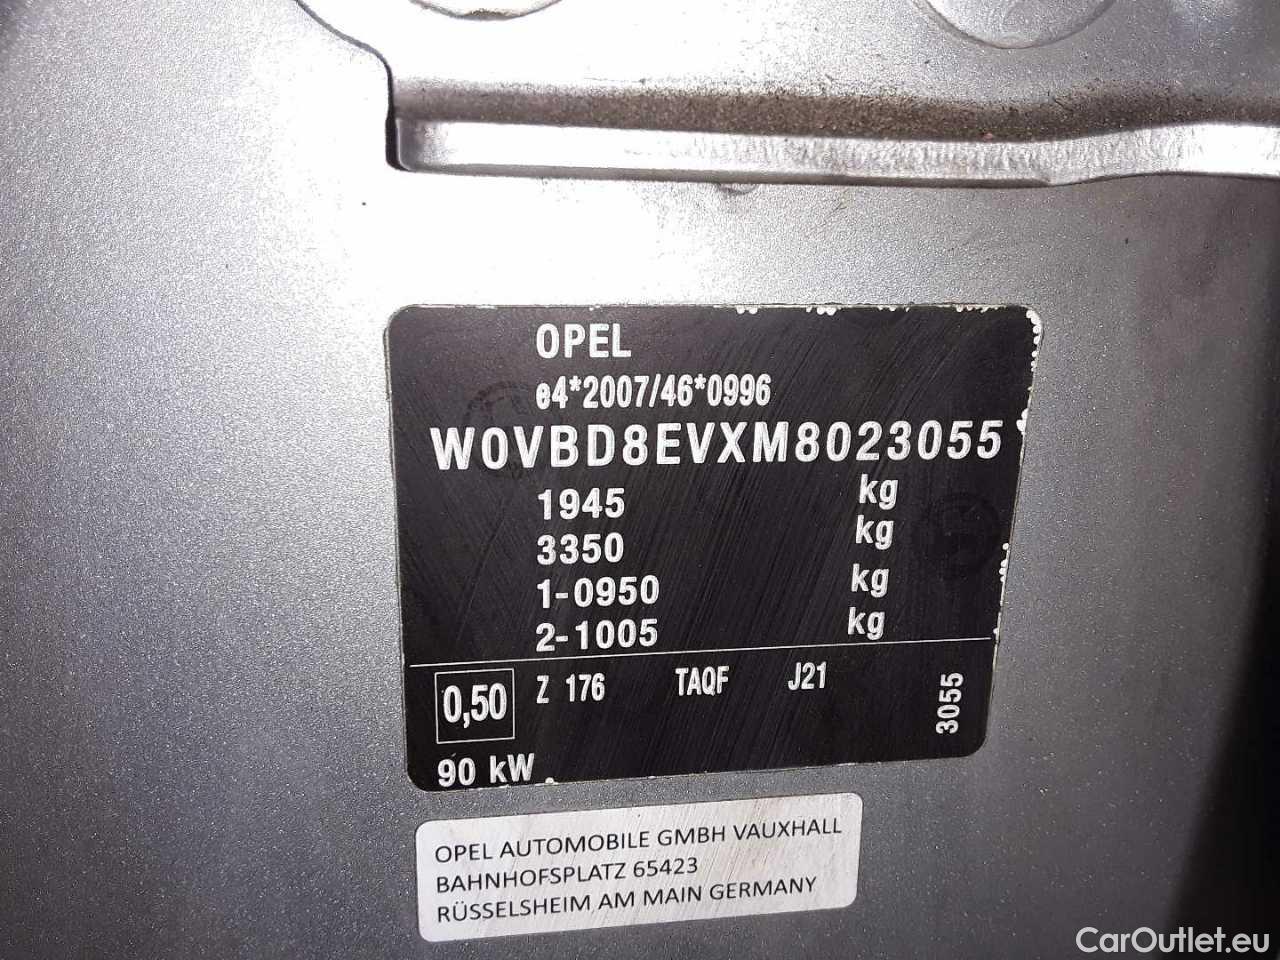 OPEL
e4*2007/46*0996
W0VBD8EVXM8023055
1945 kg
3350 kg
1-0950 kg
2-1005 kg
0,50 Z 176 TAQF J21
3055
90 kW
OPEL AUTOMOBILE GMBH VAUXHALL
BAHNHOFSPLATZ 65423
RÜSSELSHEIM AM MAIN GERMANY
CarOutlet.eu